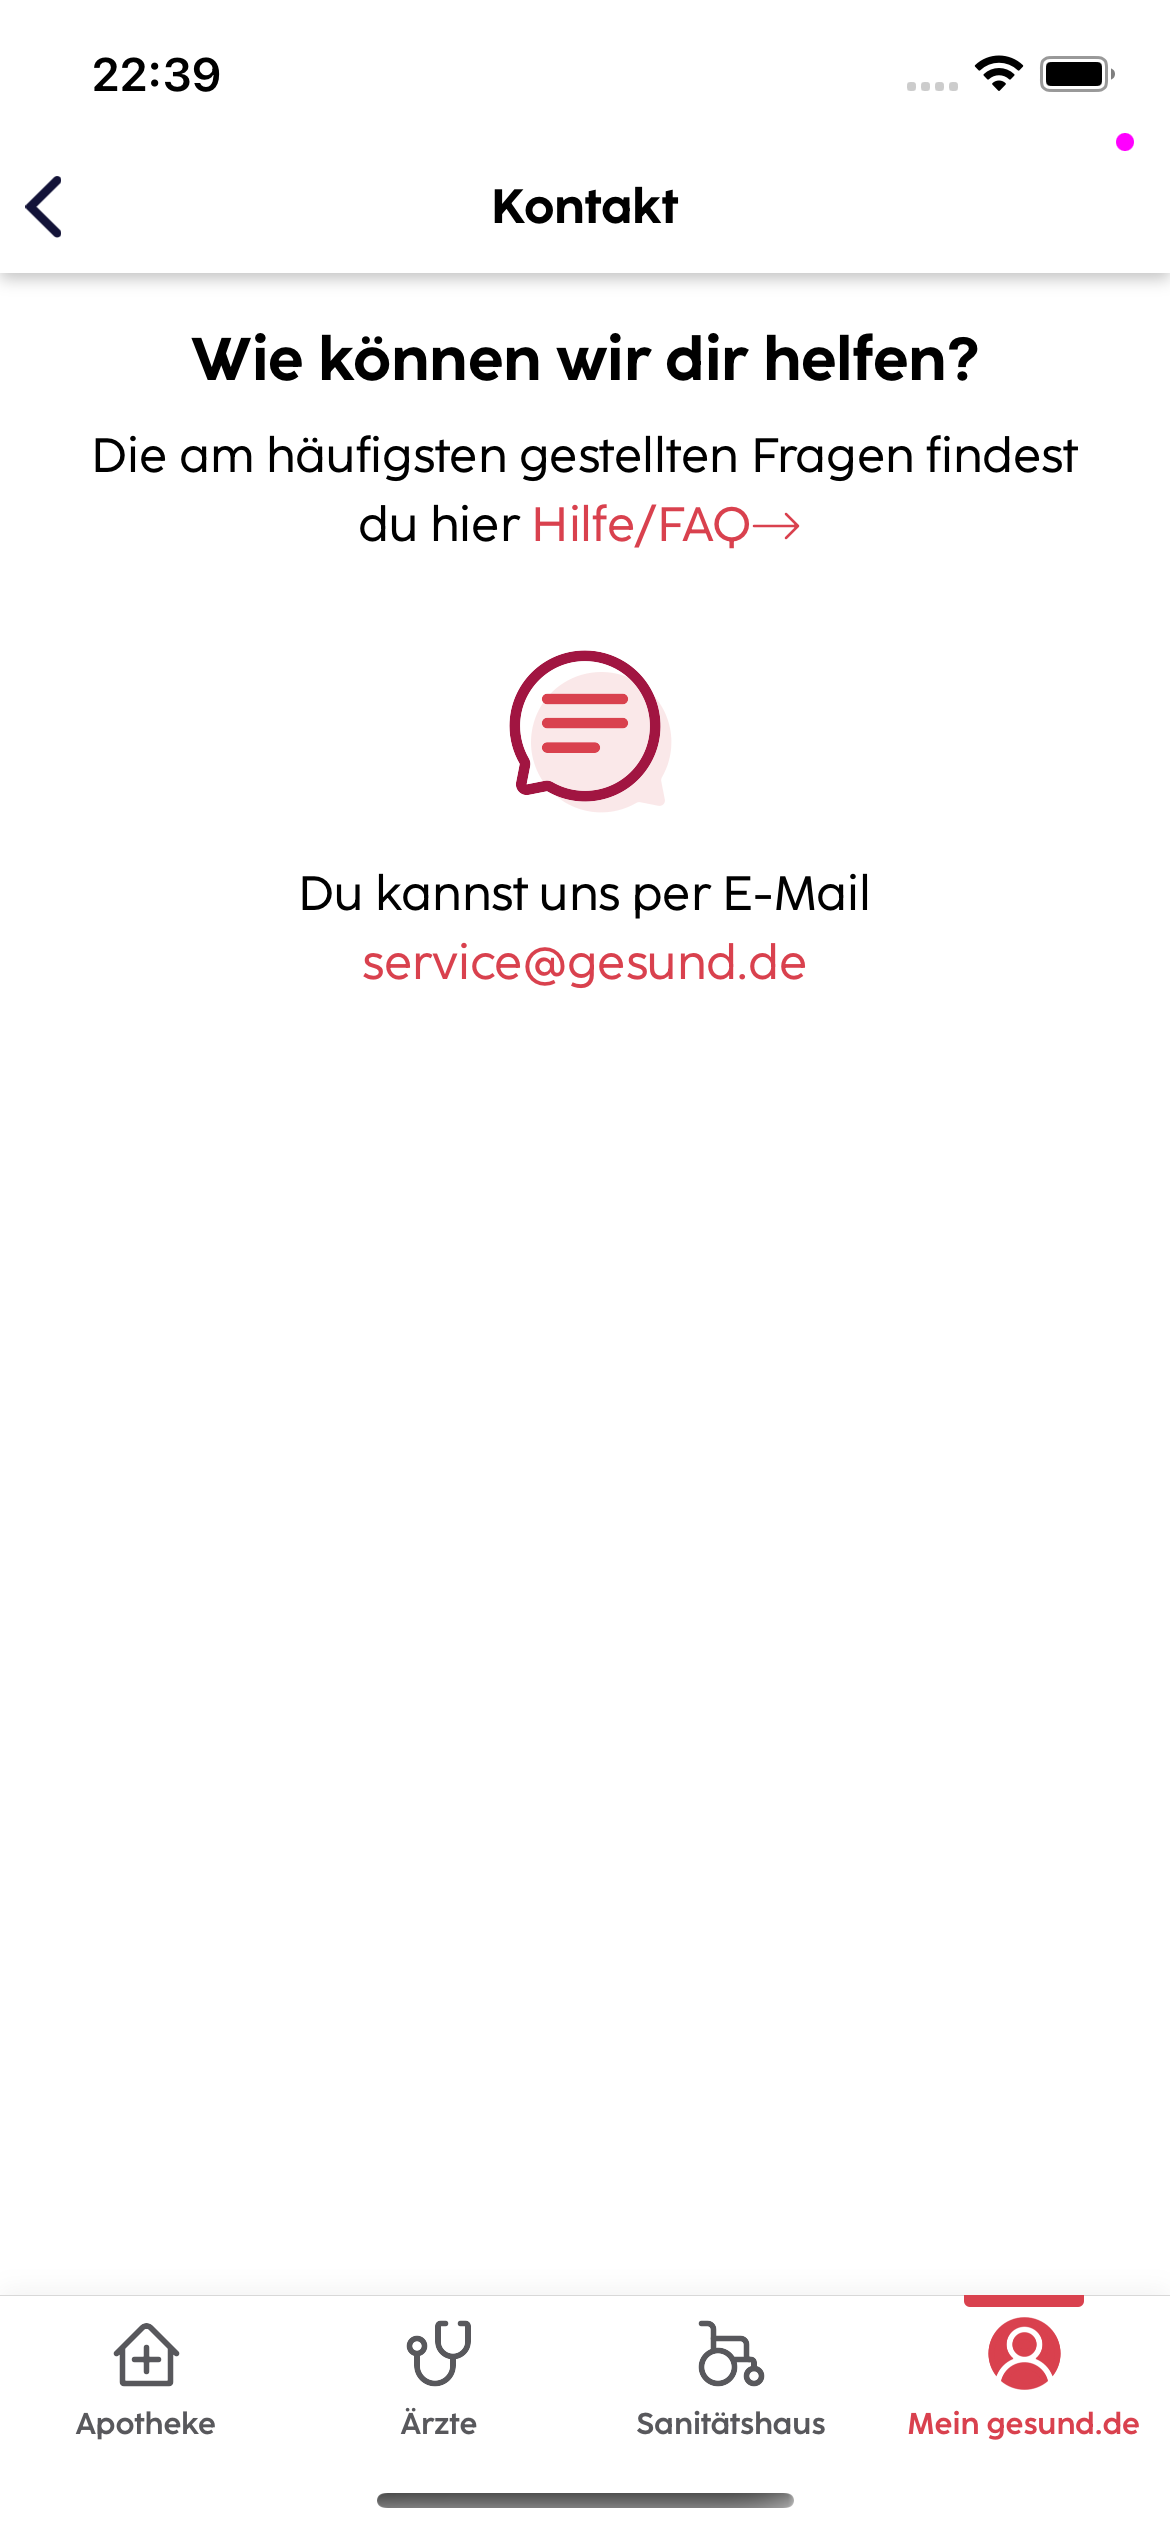 22:39
Kontakt
Wie können wir dir helfen?
Die am häufigsten gestellten Fragen findest
du hier Hilfe/FAQ→
Du kannst uns per E-Mail
service@gesund.de
Apotheke
Ärzte
Sanitätshaus
Mein gesund.de